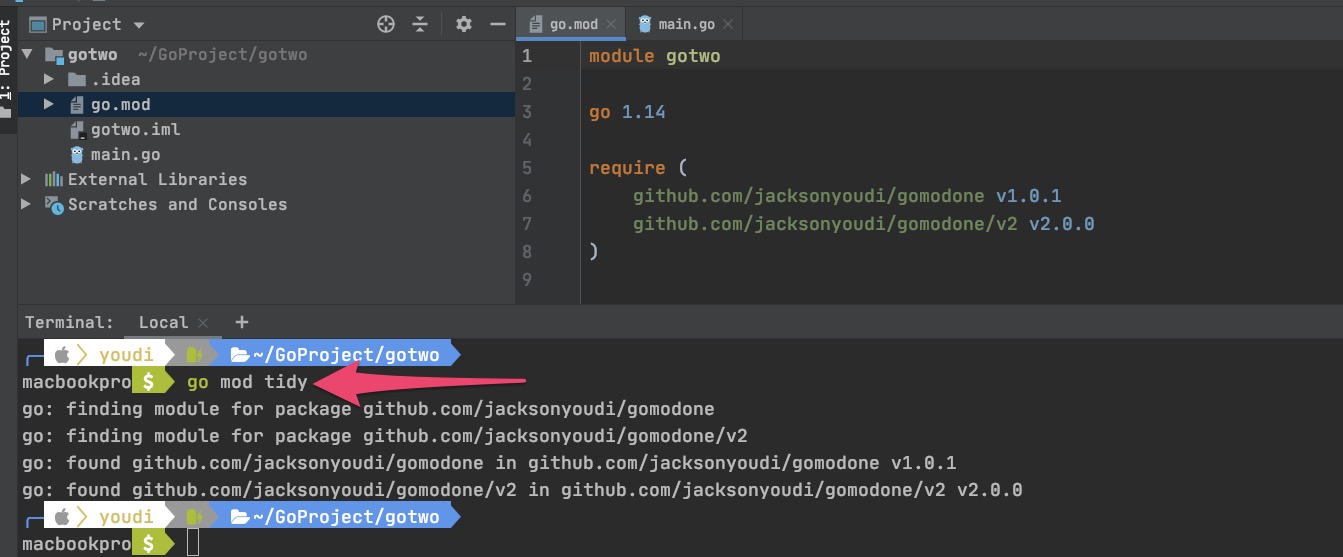 1: Project
Project
gotwo ~/GoProject/gotwo
.idea
go.mod
gotwo.iml
main.go
External Libraries
Scratches and Consoles
go.mod main.go
1 module gotwo
2
3 go 1.14
4
5 require (
6 github.com/jacksonyoudi/gomodone v1.0.1
7 github.com/jacksonyoudi/gomodone/v2 v2.0.0
8 )
9
Terminal: Local +
youdi ~/GoProject/gotwo
macbookpro $ go mod tidy
go: finding module for package github.com/jacksonyoudi/gomodone
go: finding module for package github.com/jacksonyoudi/gomodone/v2
go: found github.com/jacksonyoudi/gomodone in github.com/jacksonyoudi/gomodone v1.0.1
go: found github.com/jacksonyoudi/gomodone/v2 in github.com/jacksonyoudi/gomodone/v2 v2.0.0
youdi ~/GoProject/gotwo
macbookpro $